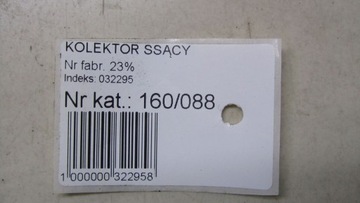 KOLEKTOR SSĄCY
Nr fabr. 23%
Indeks: 032295
Nr kat.: 160/088
1 000000 322958